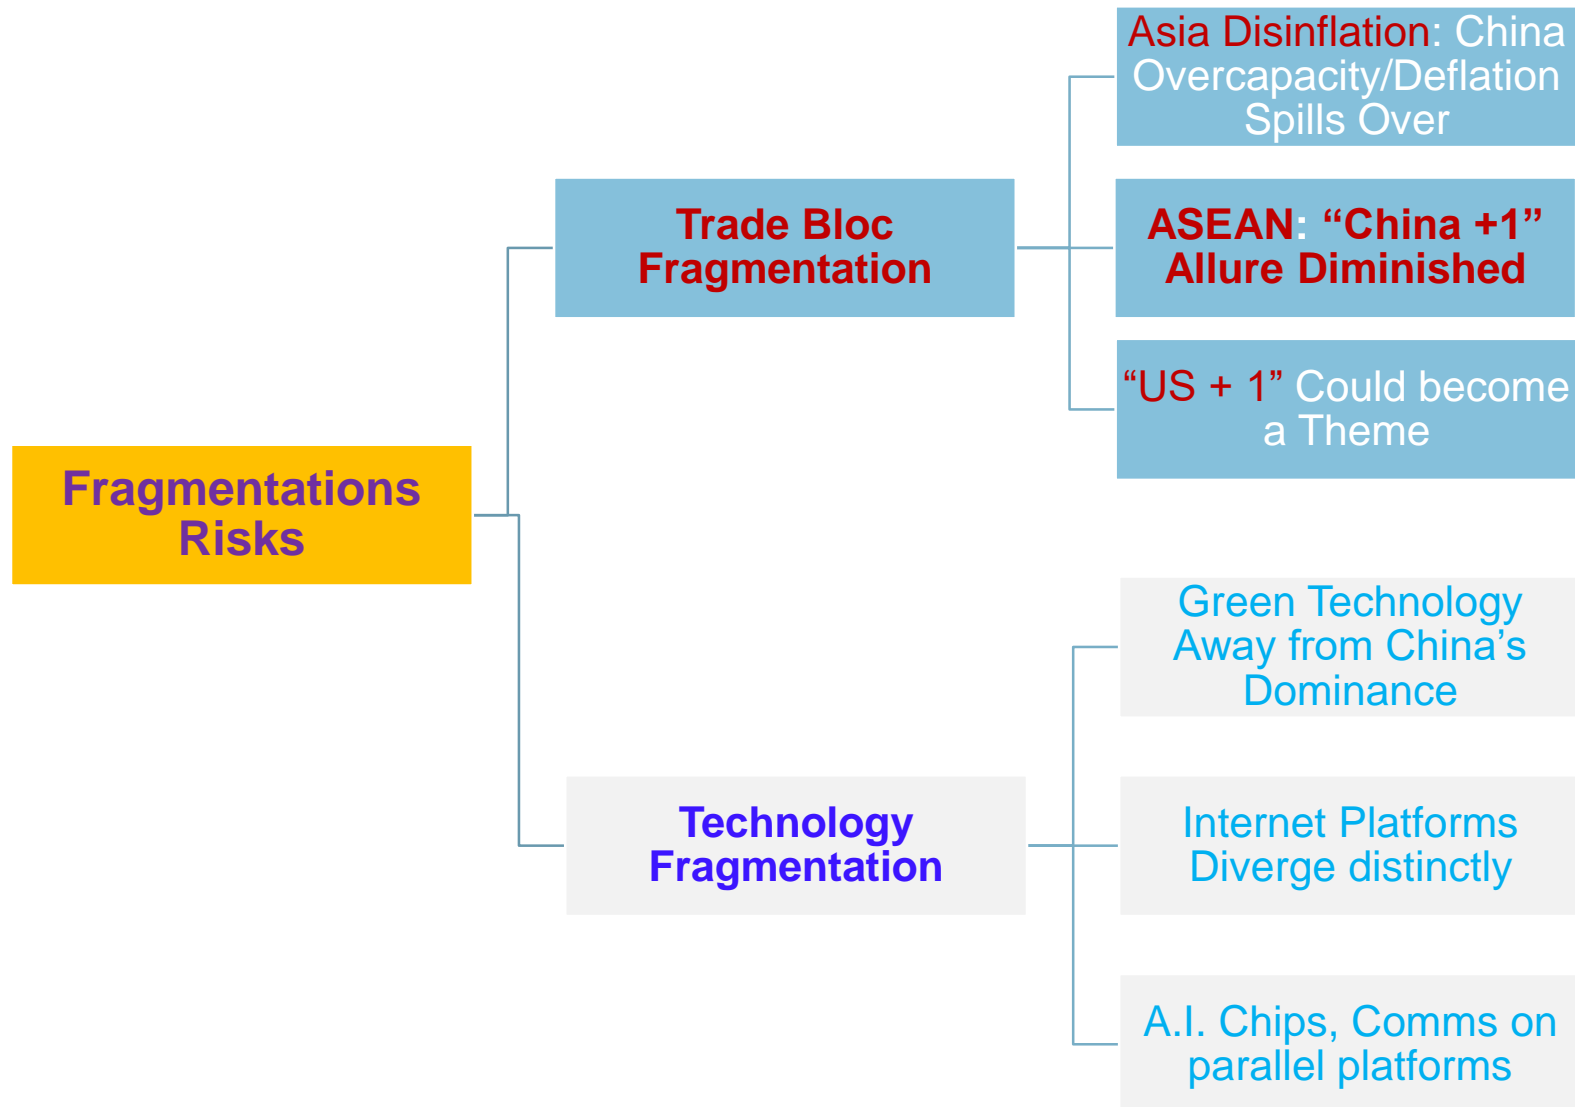 Fragmentations
Risks
Trade Bloc
Fragmentation
Asia Disinflation: China
Overcapacity/Deflation
Spills Over
ASEAN: “China +1”
Allure Diminished
“US + 1” Could become
a Theme
Technology
Fragmentation
Green Technology
Away from China’s
Dominance
Internet Platforms
Diverge distinctly
A.I. Chips, Comms on
parallel platforms